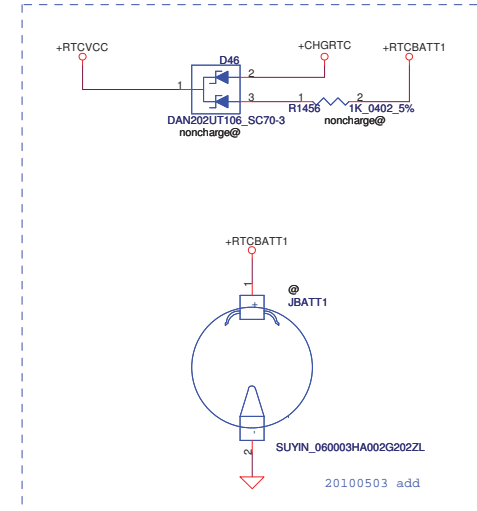 +RTCVCC
+CHGRTC
+RTCBATT1
D46
1
2
3
1
2
R1456
1K_0402_5%
DAN202UT106_SC70-3
noncharge@
noncharge@
+RTCBATT1
1
@
JBATT1
+
-
SUYIN_060003HA002G202ZL
2
20100503 add